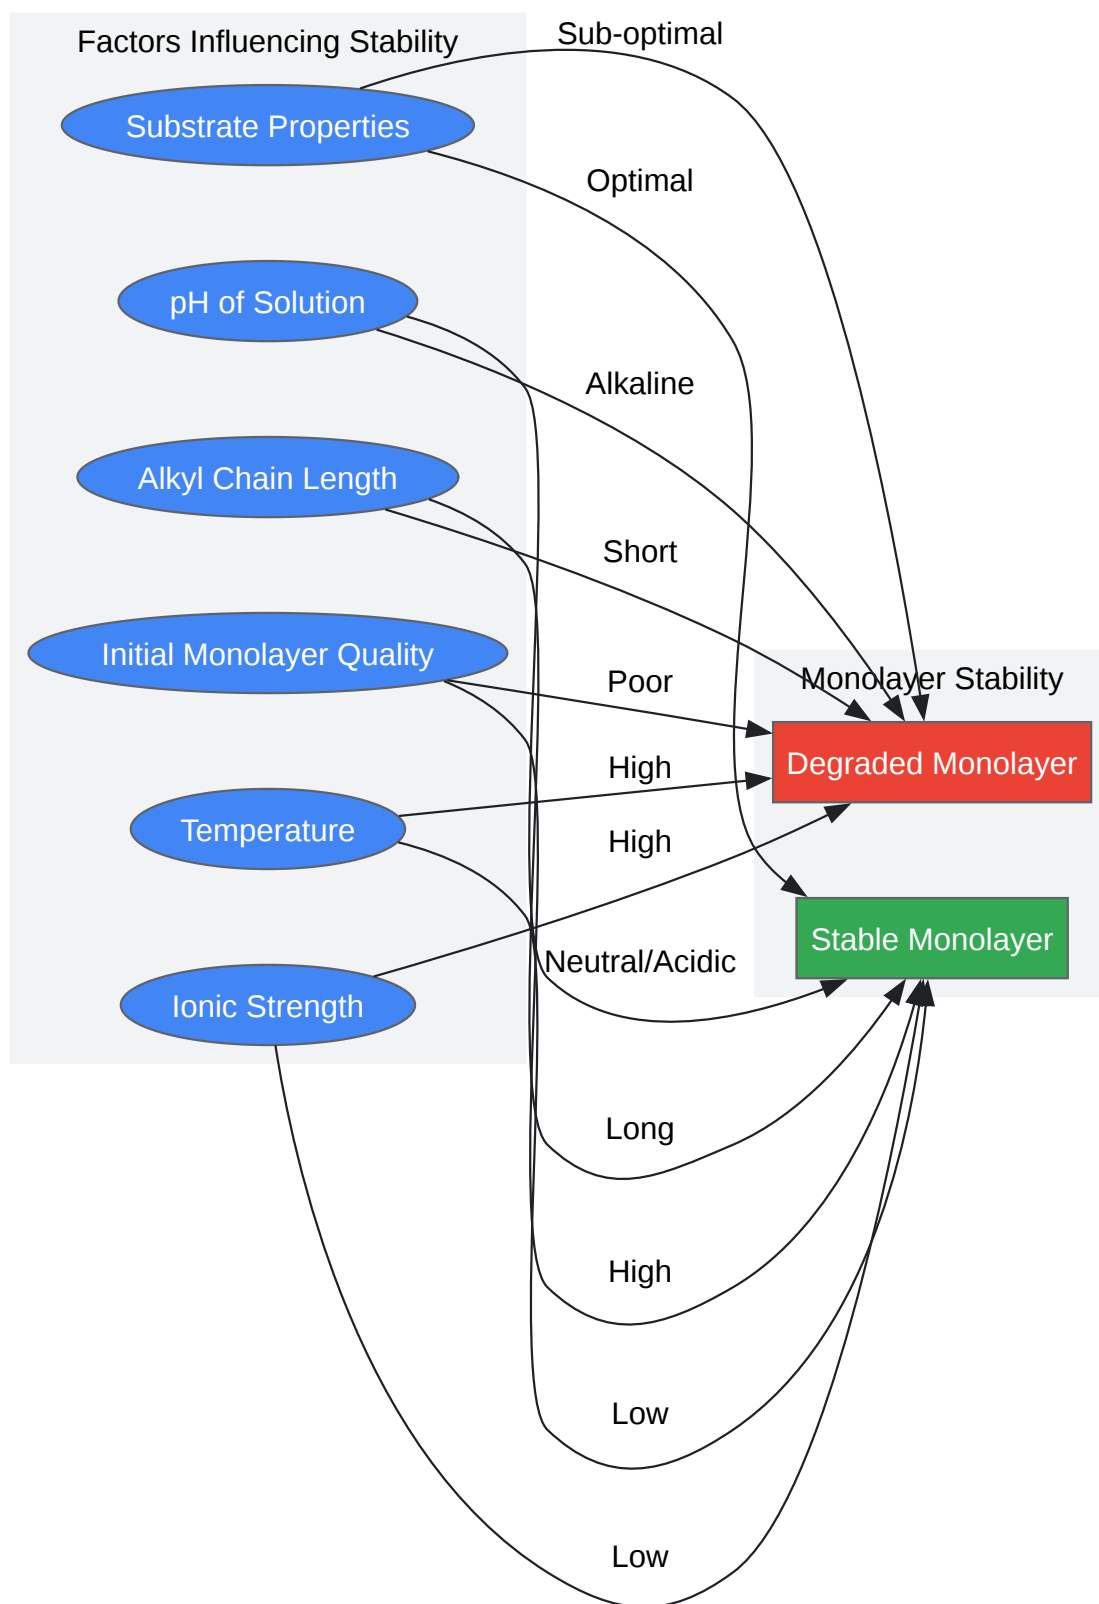 Factors Influencing Stability
Substrate Properties
pH of Solution
Alkyl Chain Length
Initial Monolayer Quality
Temperature
Ionic Strength
Sub-optimal
Optimal
Alkaline
Short
Poor
High
High
Neutral/Acidic
Long
High
Low
Low
Monolayer Stability
Degraded Monolayer
Stable Monolayer